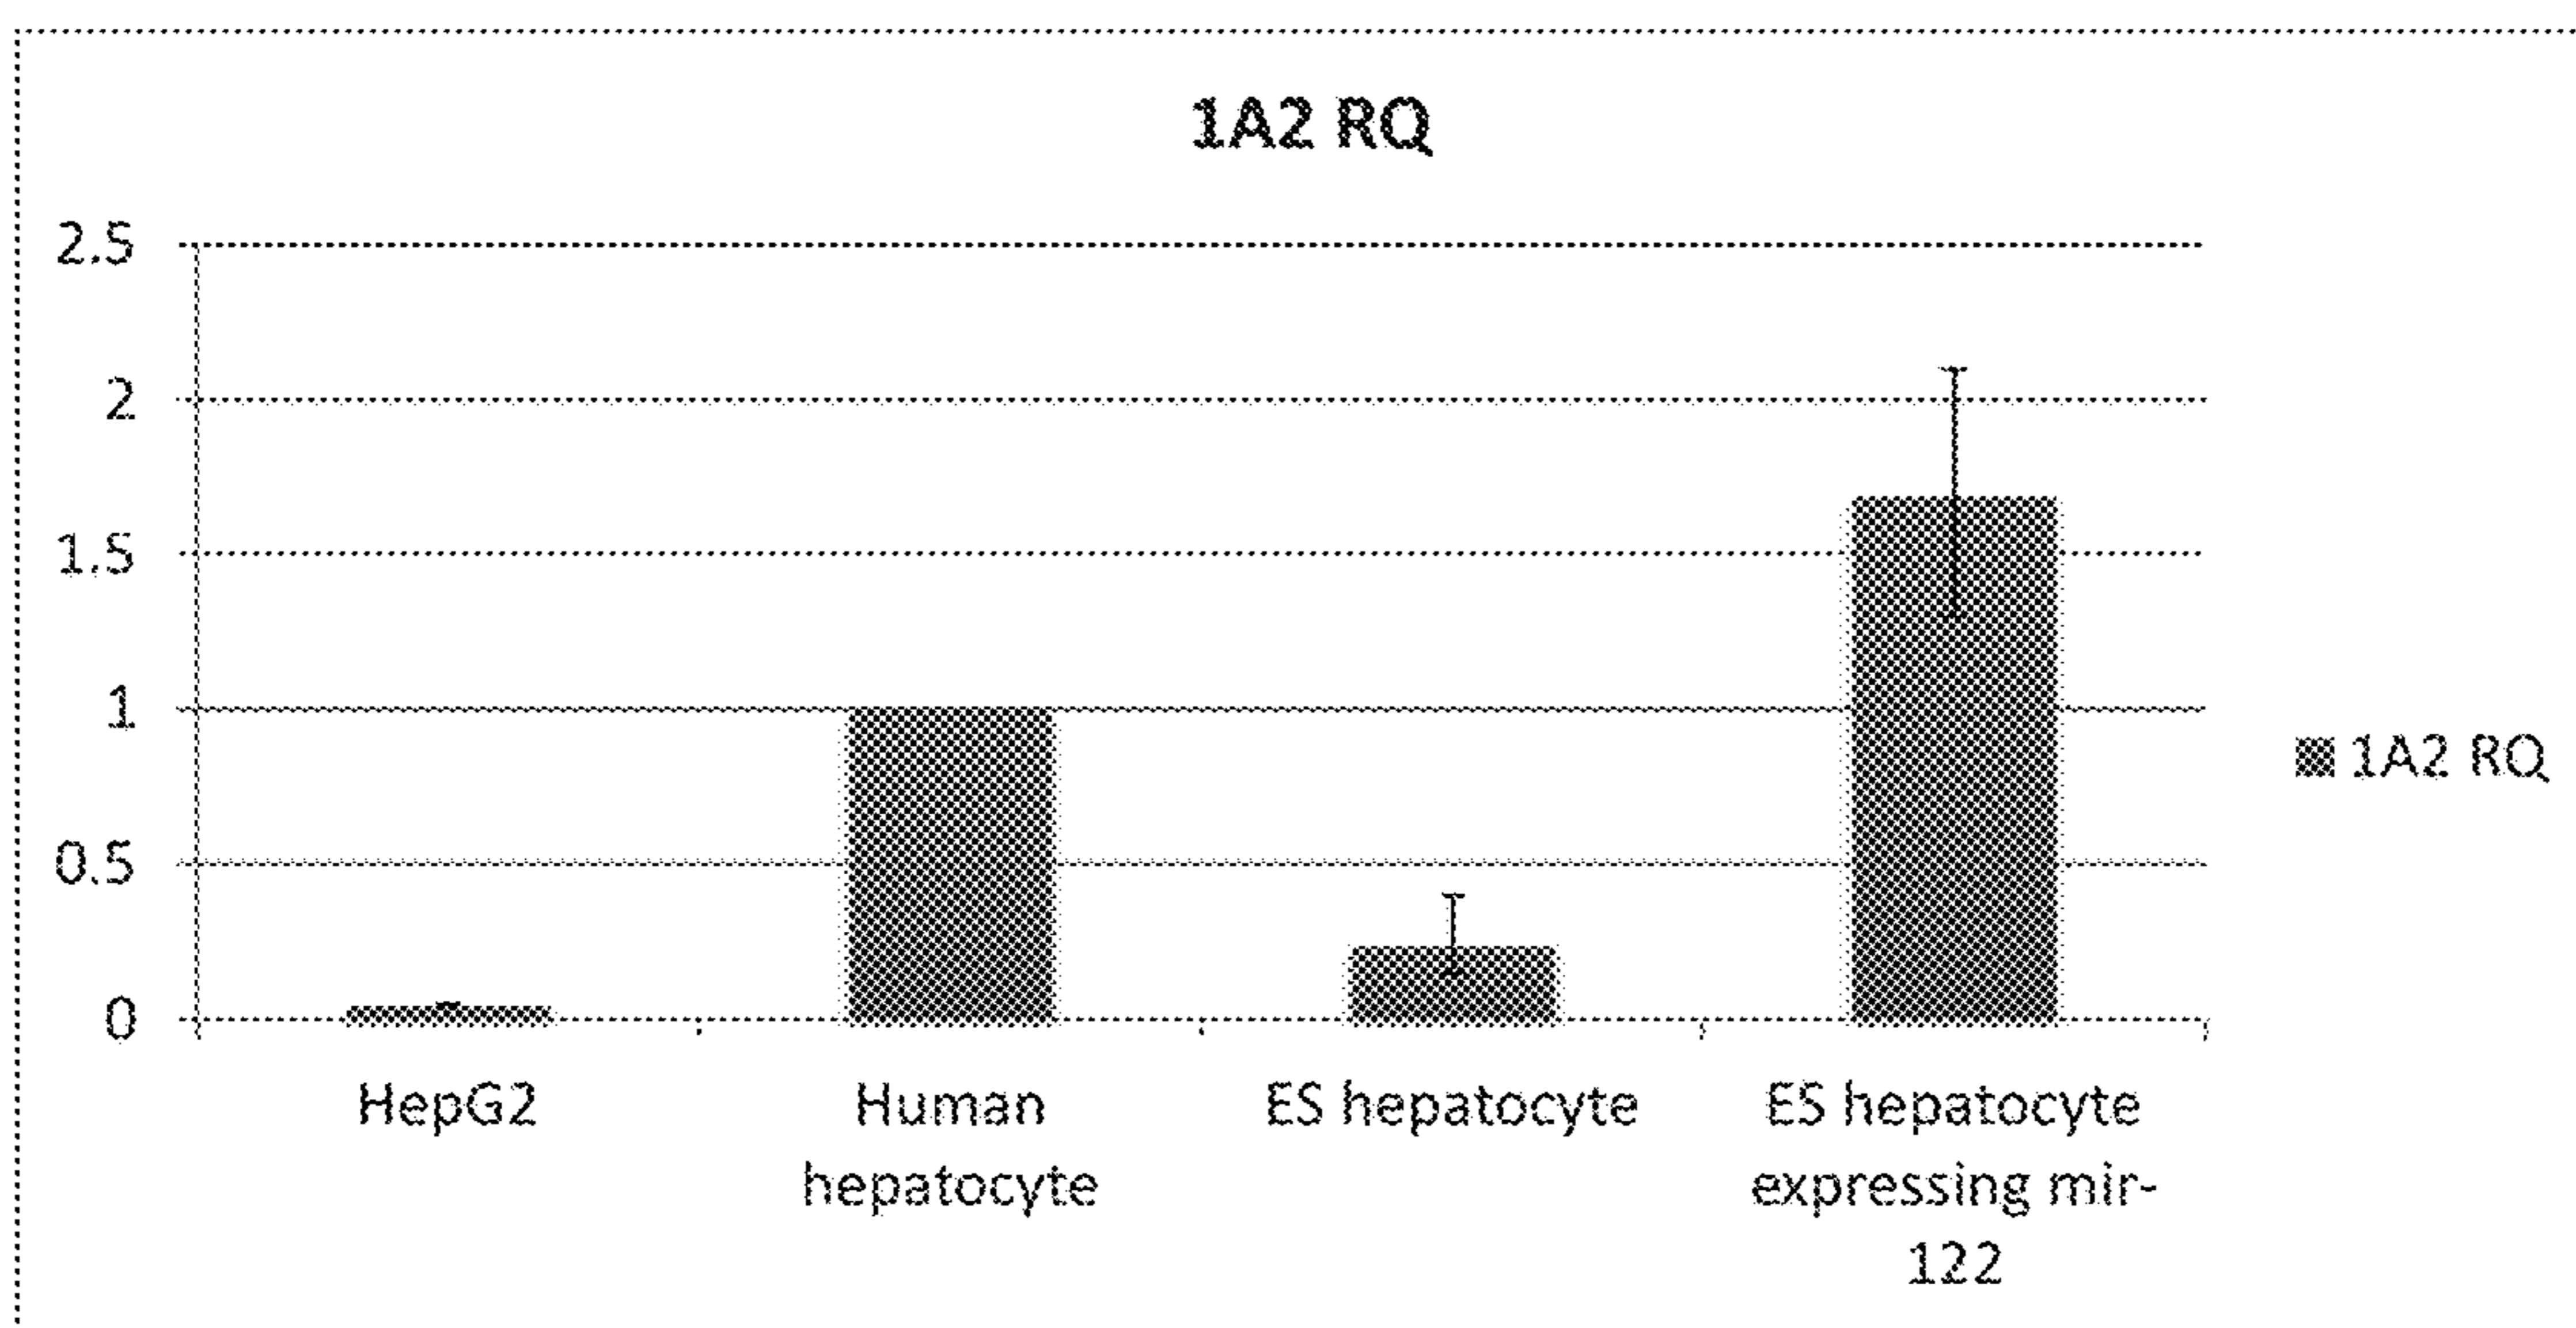 1A2 RQ
2.5
2
1.5
1
0.5
0
HepG2
Human
hepatocyte
ES hepatocyte
ES hepatocyte
expressing mir-
122
1A2 RQ